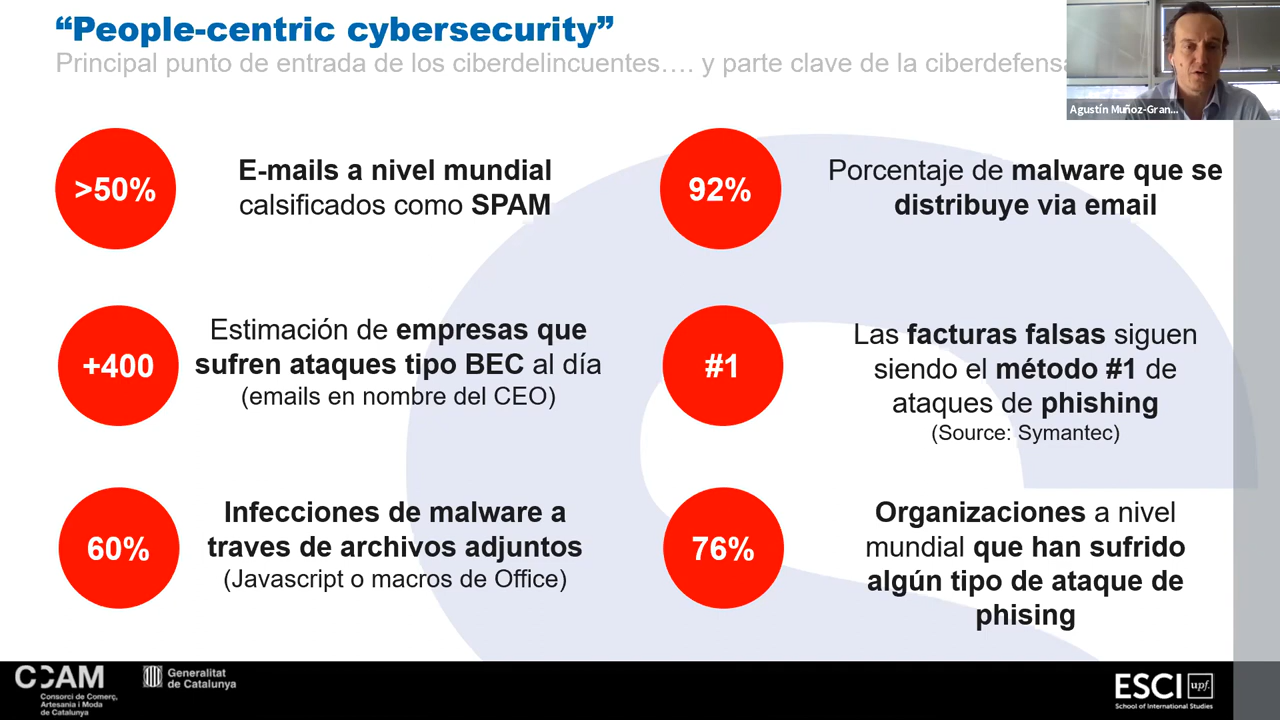 “People-centric cybersecurity”
Principal punto de entrada de los ciberdelincuentes…. y parte clave de la ciberdefensa
Agustín Muñoz-Gran...
>50%
E-mails a nivel mundial
calsificados como SPAM
92%
Porcentaje de malware que se
distribuye via email
+400
Estimación de empresas que
sufren ataques tipo BEC al día
(emails en nombre del CEO)
#1
Las facturas falsas siguen
siendo el método #1 de
ataques de phishing
(Source: Symantec)
60%
Infecciones de malware a
traves de archivos adjuntos
(Javascript o macros de Office)
76%
Organizaciones a nivel
mundial que han sufrido
algún tipo de ataque de
phising
CCAM
Consorci de Comerç,
Artesania i Moda
de Catalunya
Generalitat
de Catalunya
ESCI upf.
School of International Studies